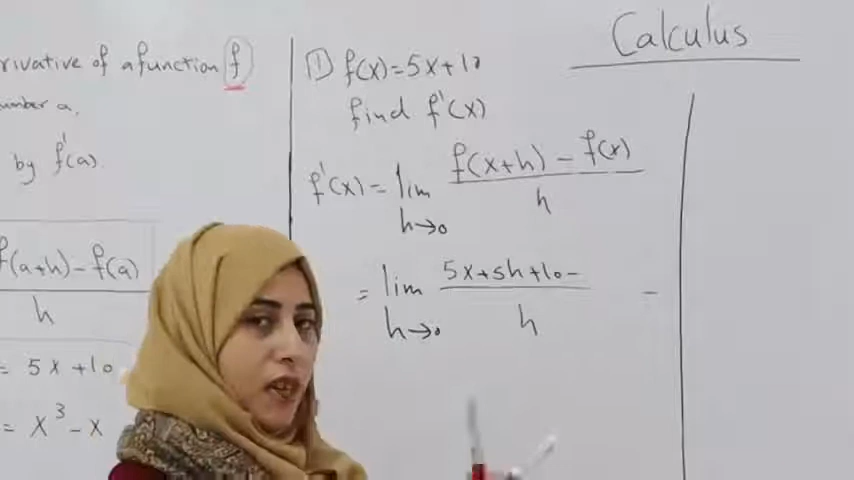 Calculus
rivative of a function f
umber a,
by f'(a)
f(a+h)-f(a)
h
= 5x+10
= x³-x
① f(x)=5x+10
find f'(x)
f'(x)= lim h→0 f(x+h)-f(x)
h
= lim h→0 5x+5h+10-
h
-